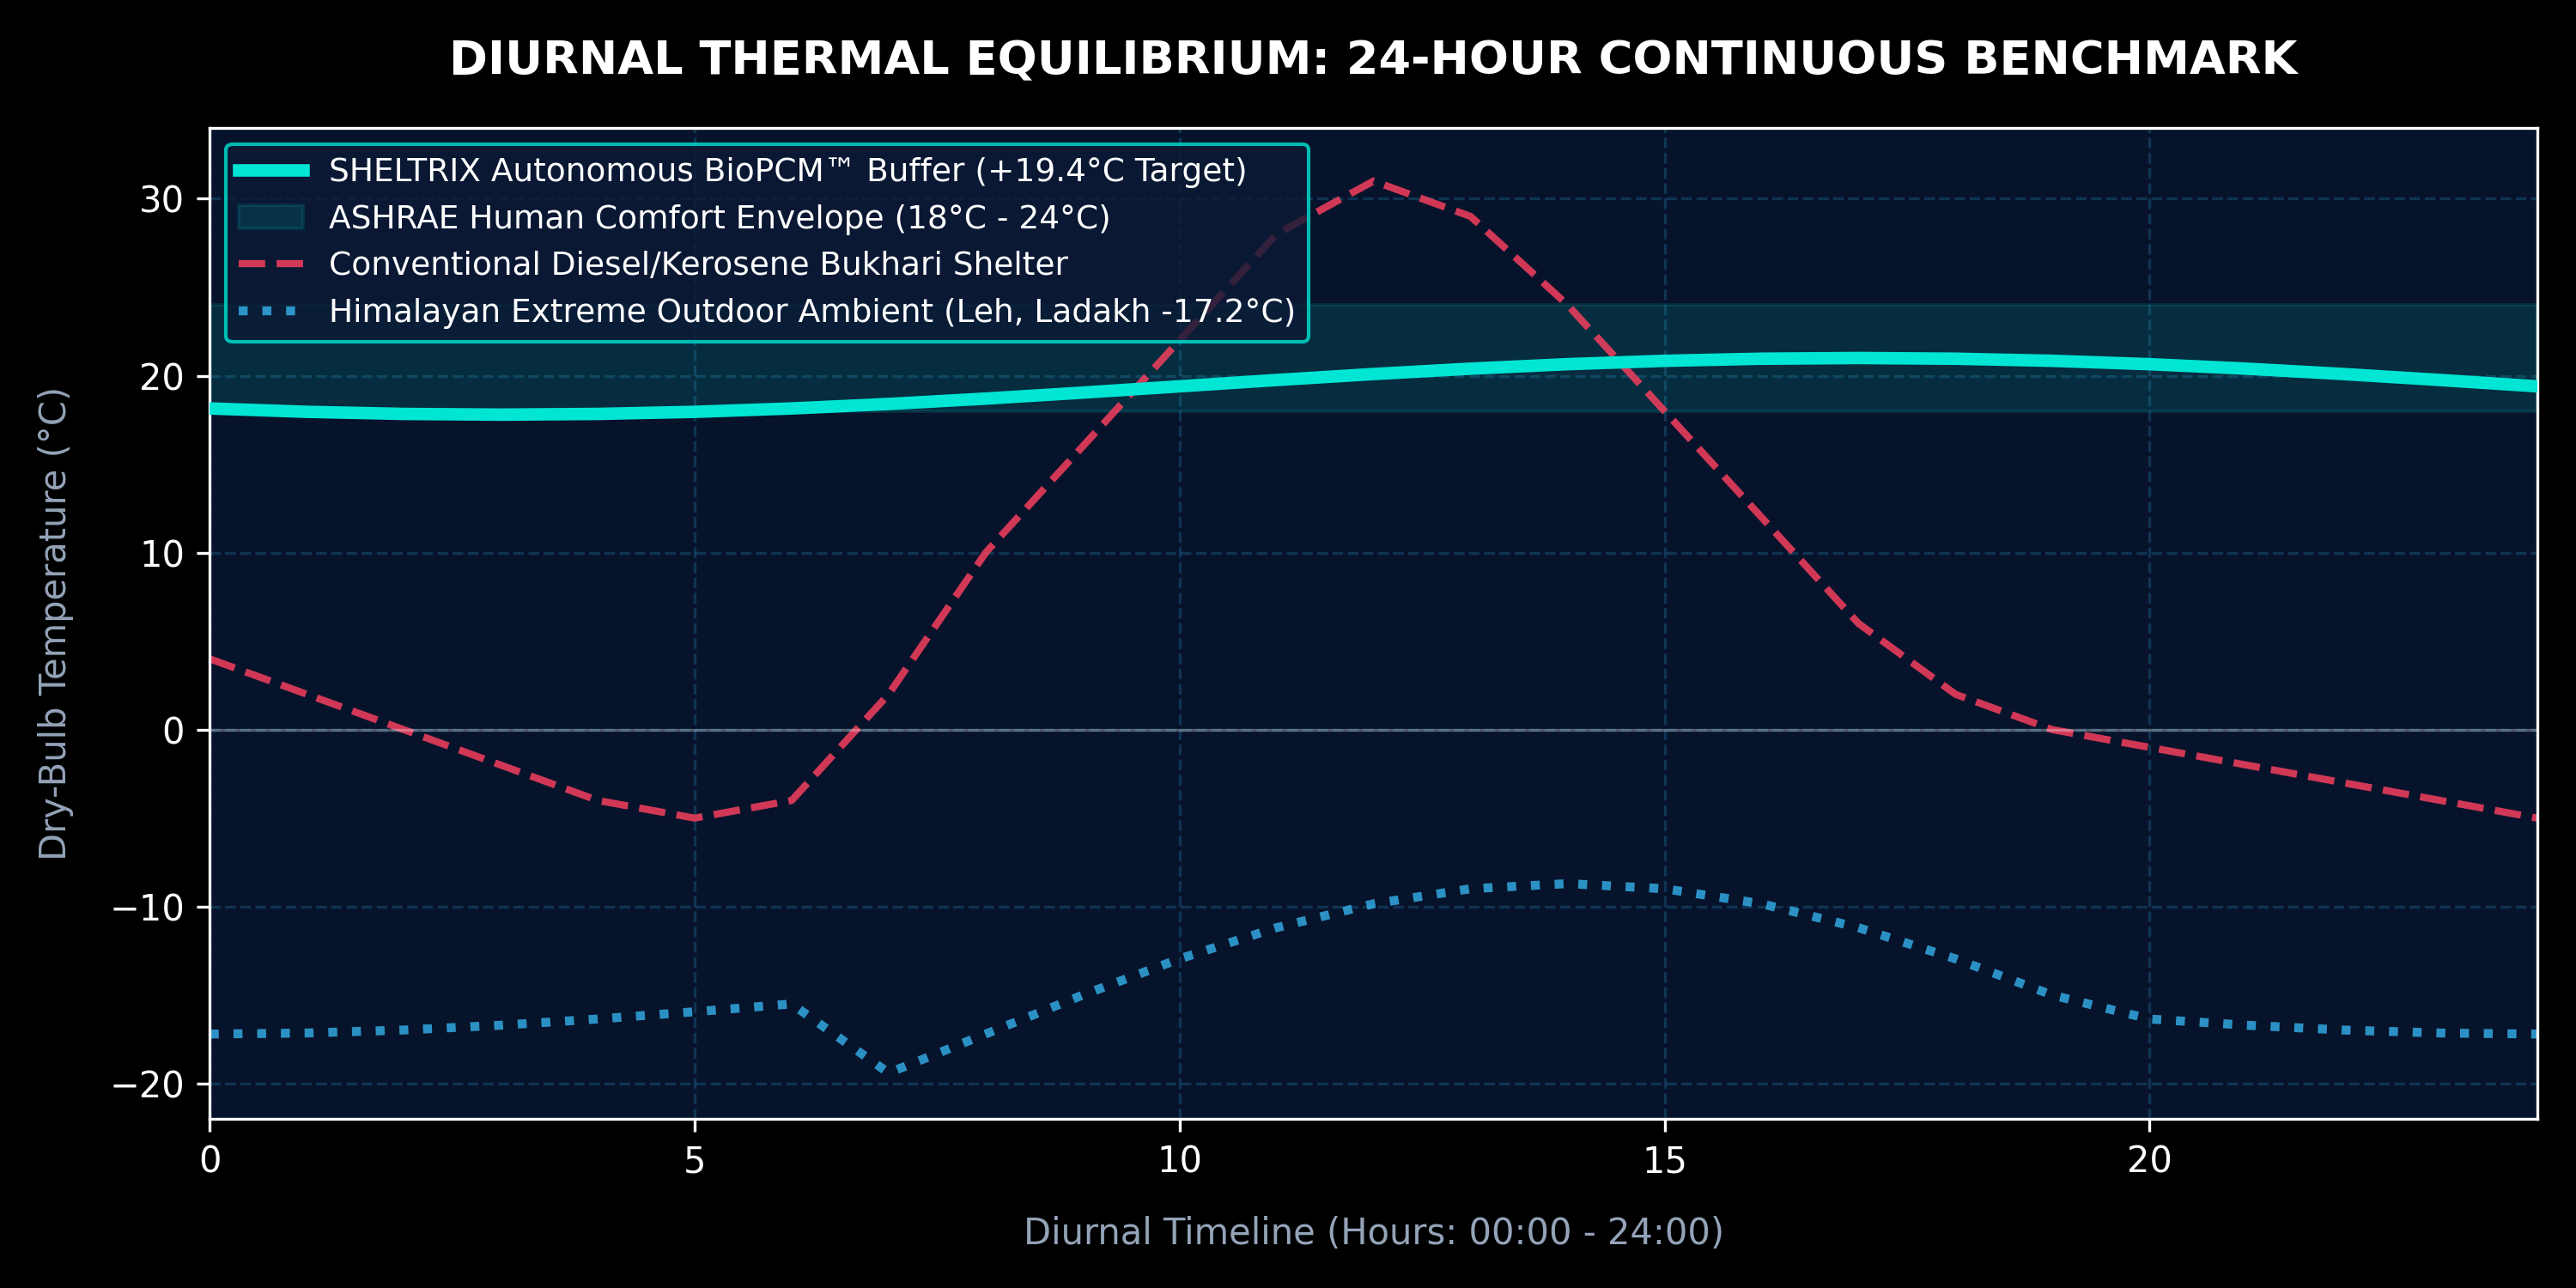 DIURNAL THERMAL EQUILIBRIUM: 24-HOUR CONTINUOUS BENCHMARK
SHELTRIX Autonomous BioPCM™ Buffer (+19.4°C Target)
ASHRAE Human Comfort Envelope (18°C - 24°C)
Conventional Diesel/Kerosene Bukhari Shelter
Himalayan Extreme Outdoor Ambient (Leh, Ladakh -17.2°C)
Dry-Bulb Temperature (°C)
30
20
10
0
−10
−20
0 5 10 15 20
Diurnal Timeline (Hours: 00:00 - 24:00)